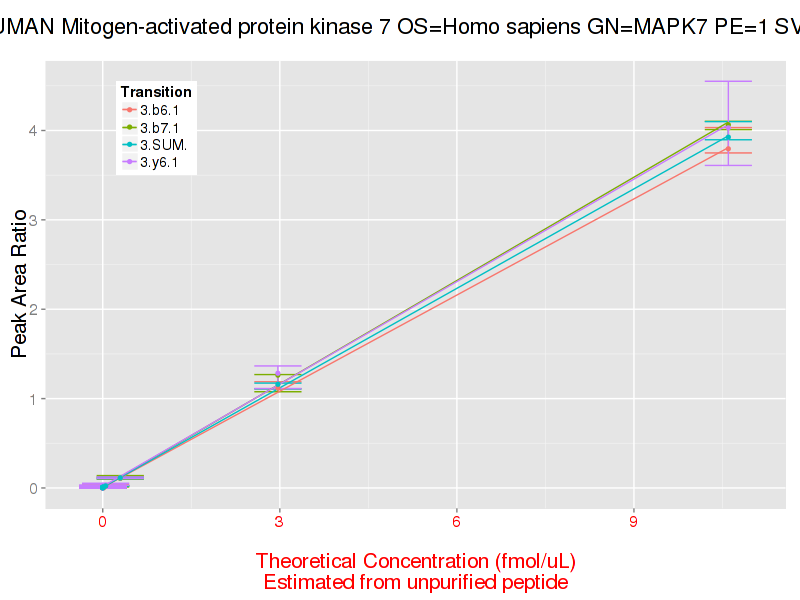 UMAN Mitogen-activated protein kinase 7 OS=Homo sapiens GN=MAPK7 PE=1 SV
Transition
3.b6.1
3.b7.1
3.SUM.
3.y6.1
Peak Area Ratio
4
3
2
1
0
0 3 6 9
Theoretical Concentration (fmol/uL)
Estimated from unpurified peptide